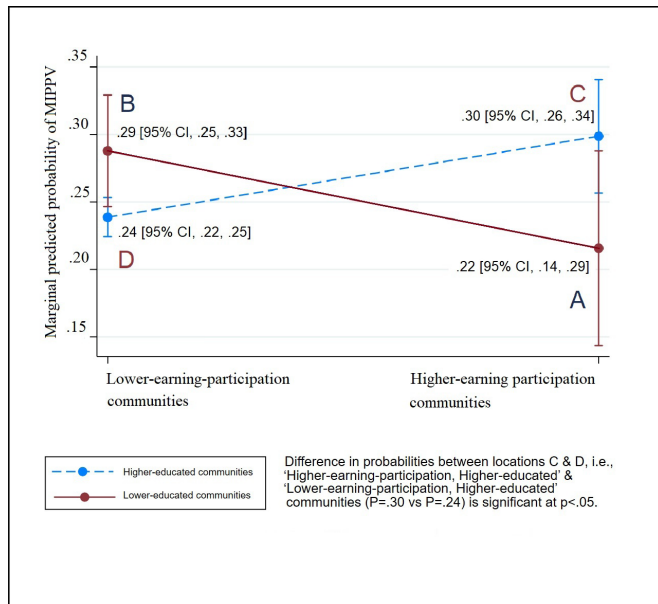 Marginal predicted probability of MIPPV
.35
.30
.25
.20
.15
B
.29 [95% CI, .25, .33]
.24 [95% CI, .22, .25]
D
C
.30 [95% CI, .26, .34]
.22 [95% CI, .14, .29]
A
Lower-earning-participation
communities
Higher-earning participation
communities
Higher-educated communities
Lower-educated communities
Difference in probabilities between locations C & D, i.e.,
‘Higher-earning-participation, Higher-educated’ &
‘Lower-earning-participation, Higher-educated’
communities (P=.30 vs P=.24) is significant at p<.05.